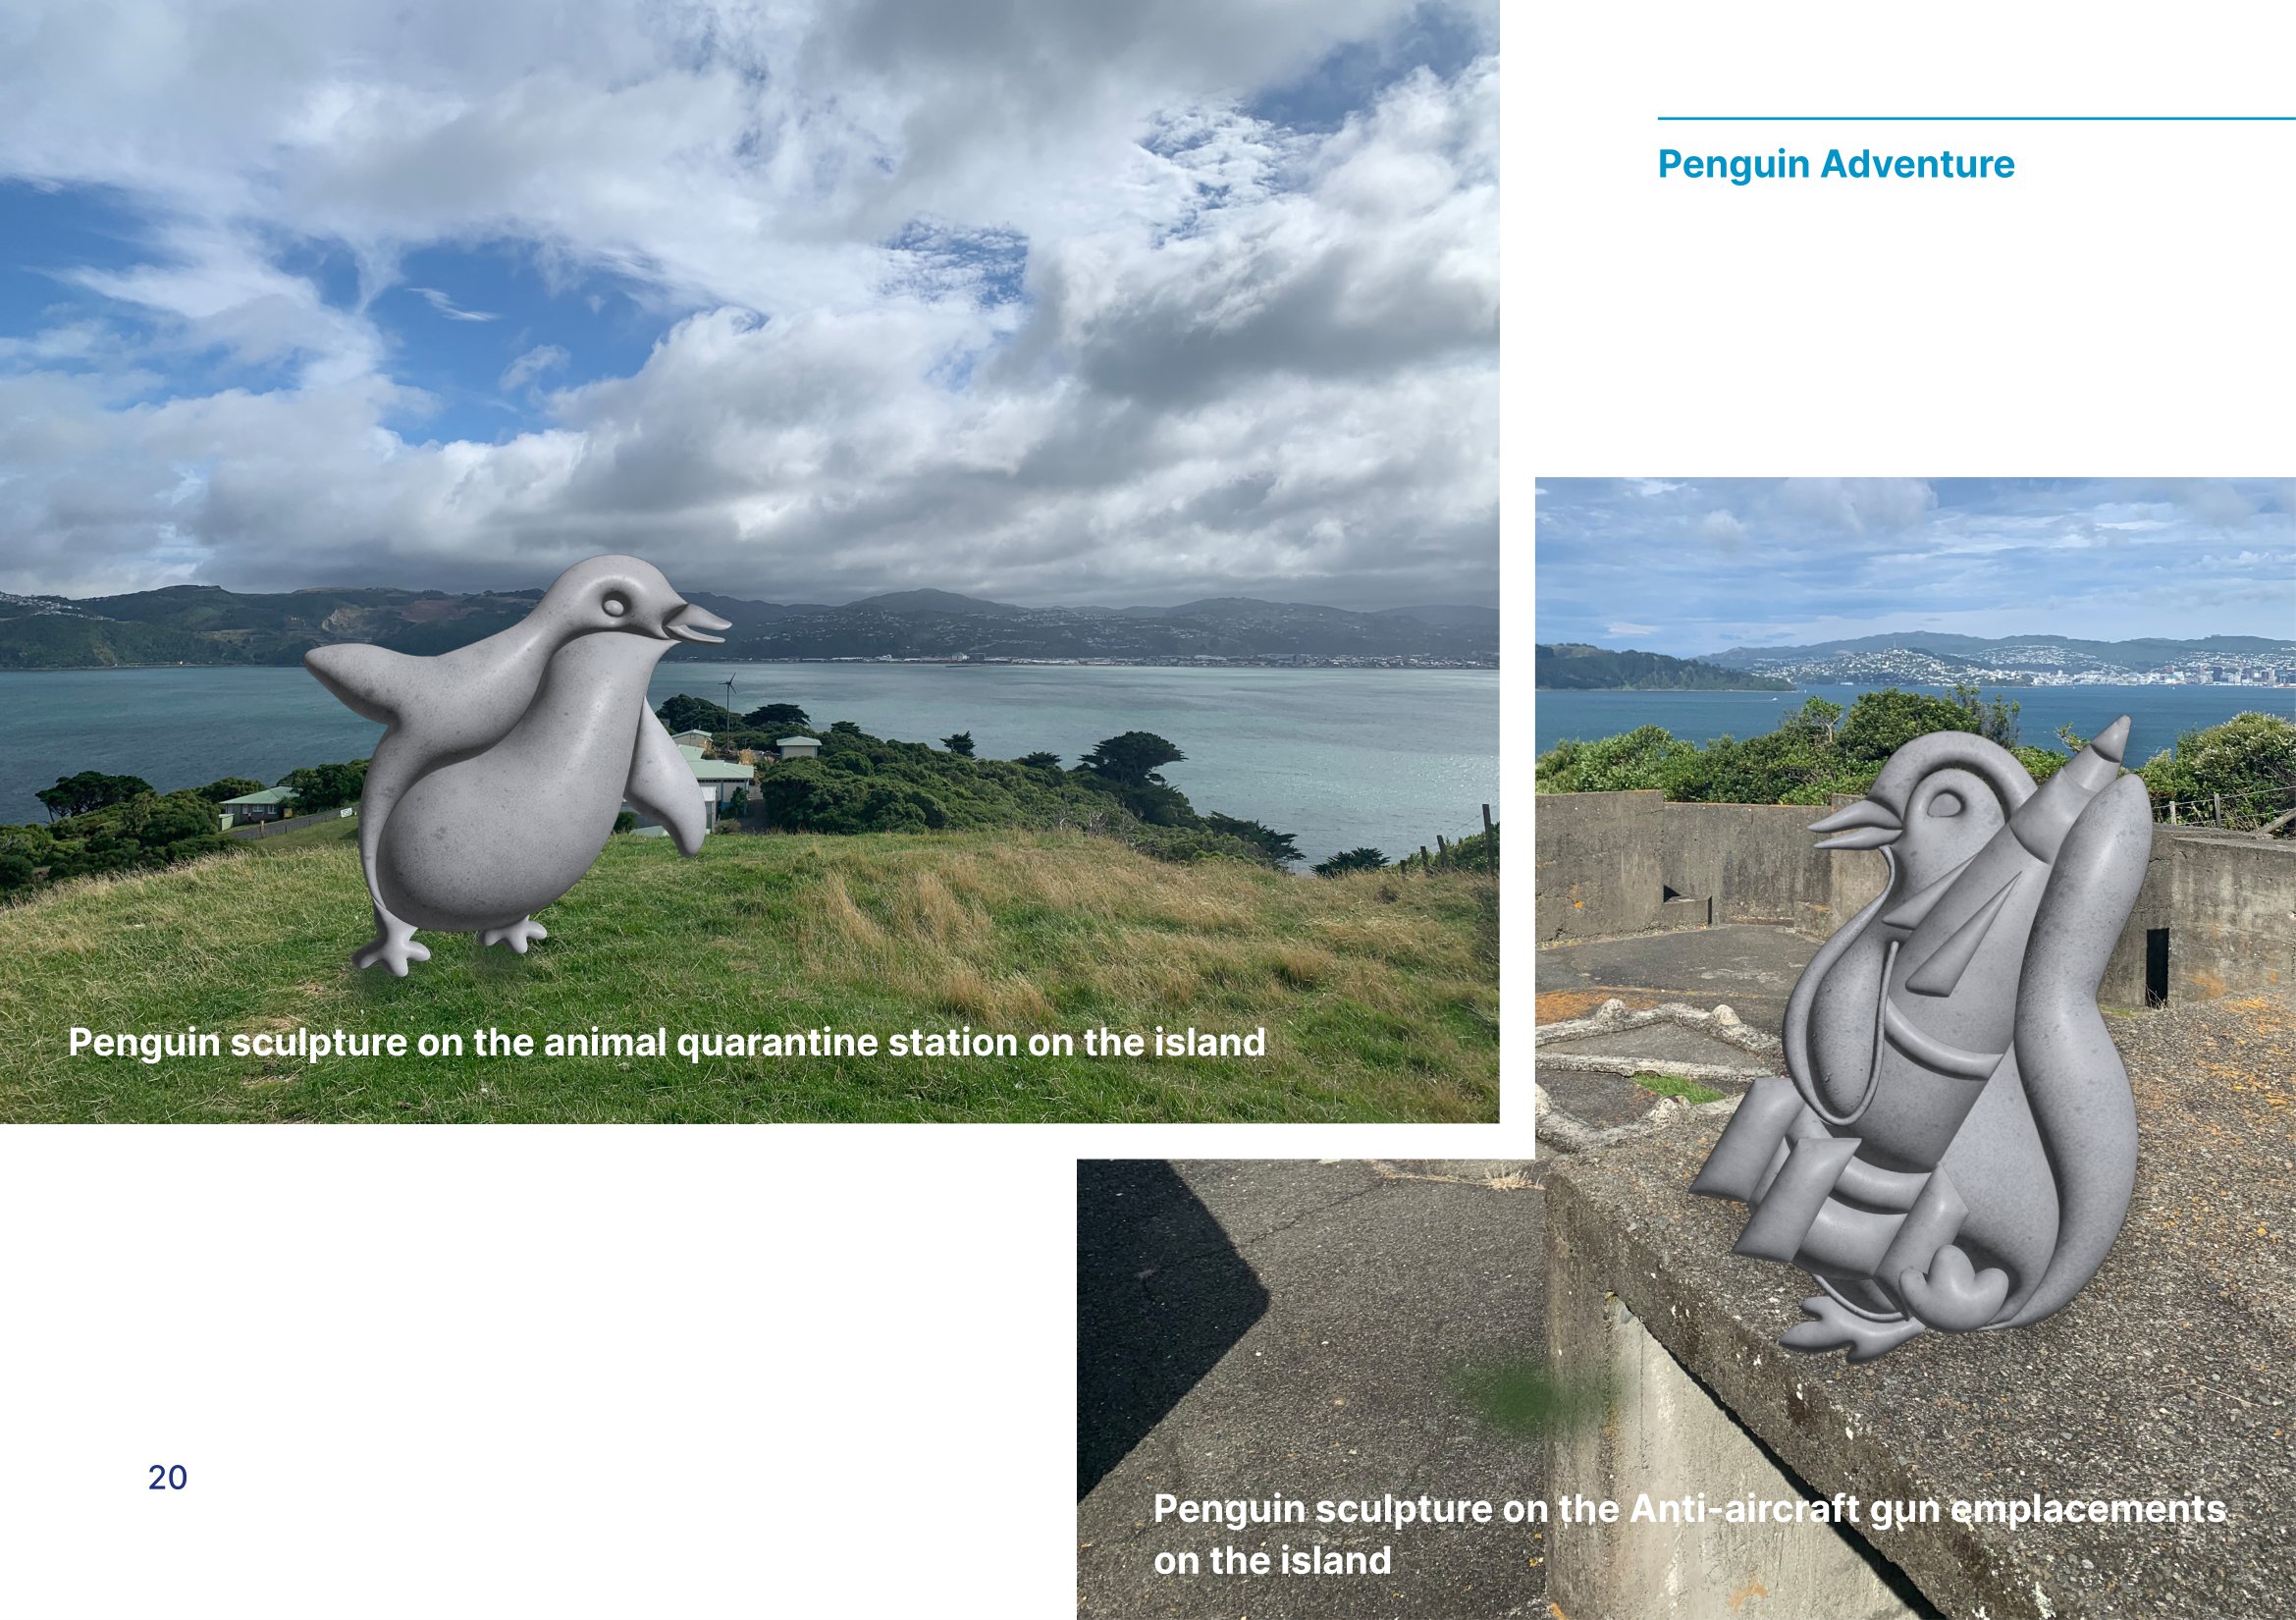 Penguin Adventure
Penguin sculpture on the animal quarantine station on the island
Penguin sculpture on the Anti-aircraft gun emplacements
on the island
20